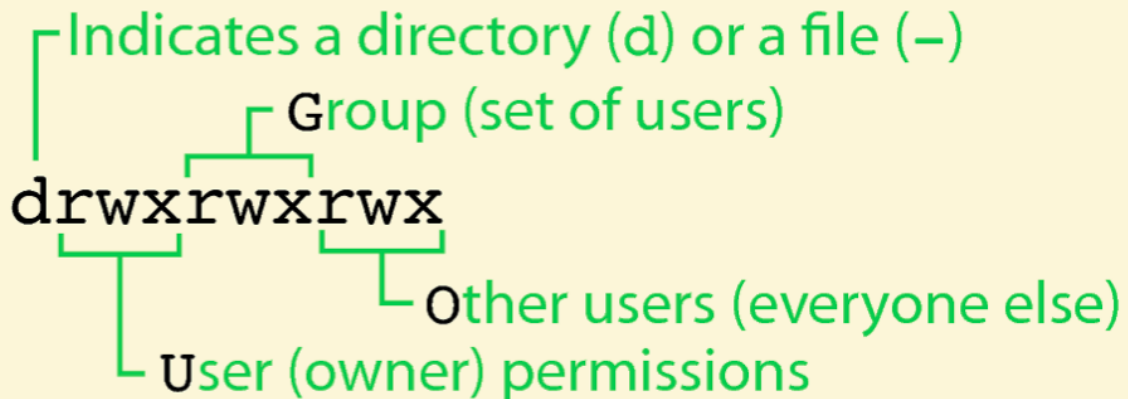 Indicates a directory (d) or a file (–)
Group (set of users)
drwxrwxrwx
Other users (everyone else)
User (owner) permissions